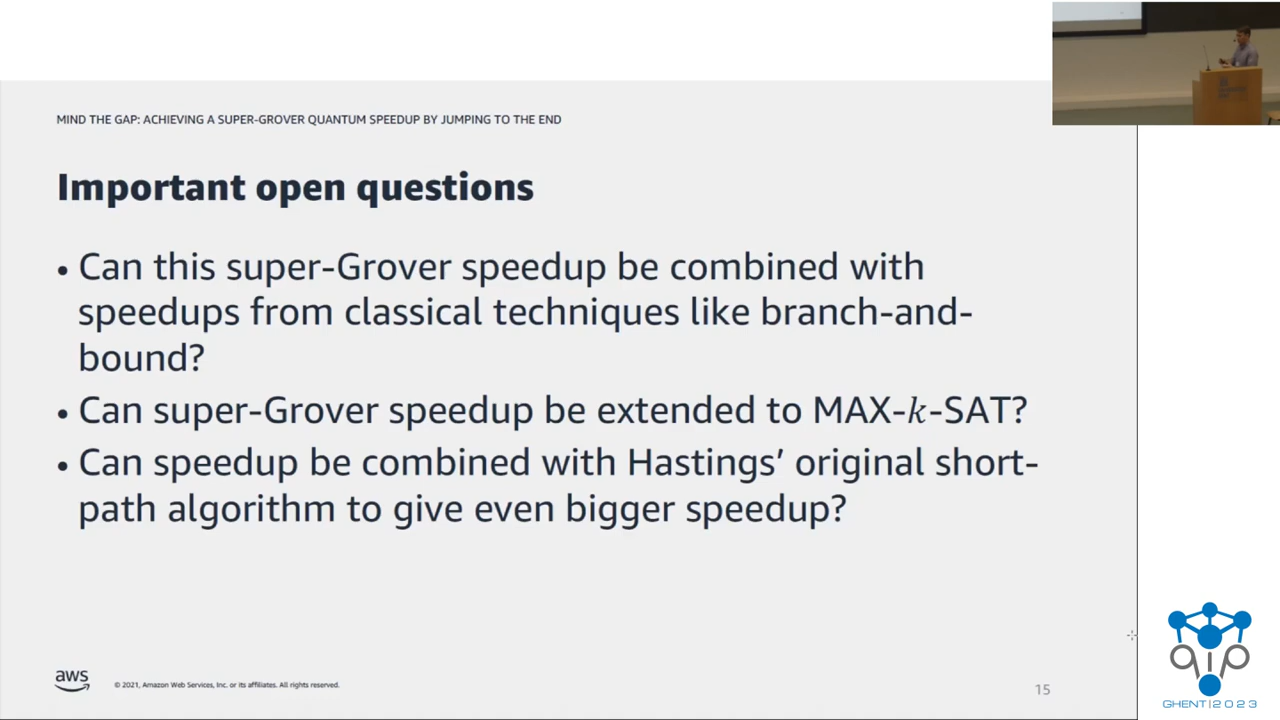 MIND THE GAP: ACHIEVING A SUPER-GROVER QUANTUM SPEEDUP BY JUMPING TO THE END
Important open questions
• Can this super-Grover speedup be combined with
speedups from classical techniques like branch-and-
bound?
• Can super-Grover speedup be extended to MAX-k-SAT?
• Can speedup be combined with Hastings’ original short-
path algorithm to give even bigger speedup?
aws
© 2021, Amazon Web Services, Inc. or its affiliates. All rights reserved.
15
qip
GHENT|2023